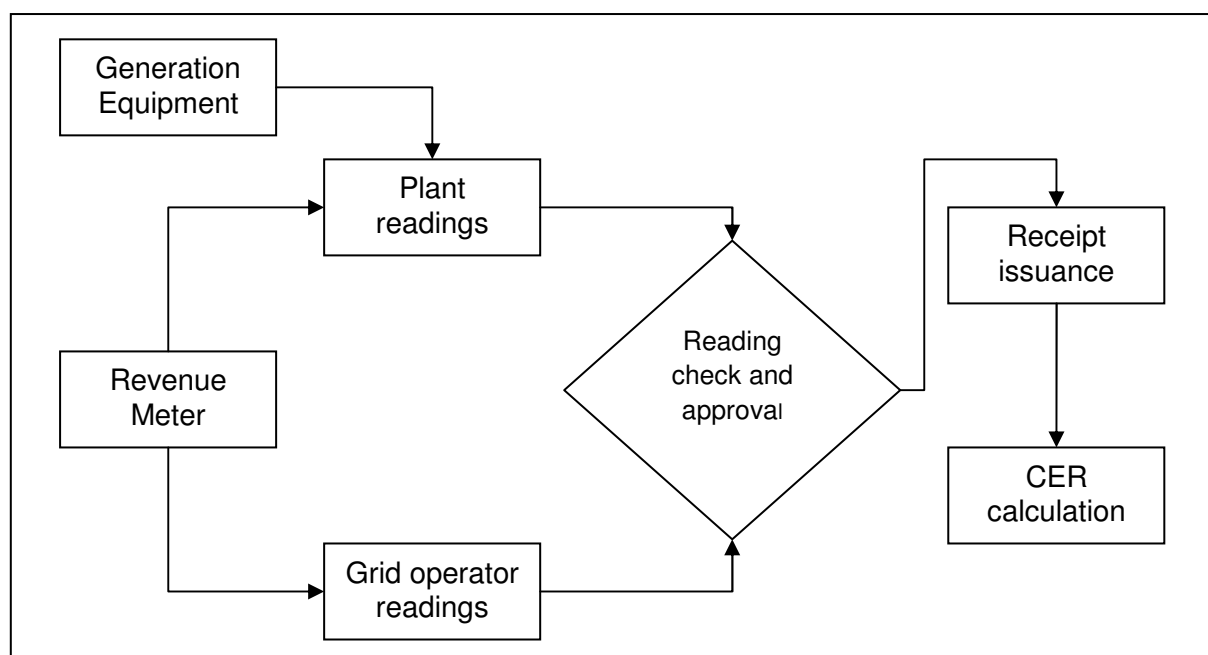 Generation
Equipment
Plant
readings
Receipt
issuance
Reading
check and
approval
Revenue
Meter
CER
calculation
Grid operator
readings